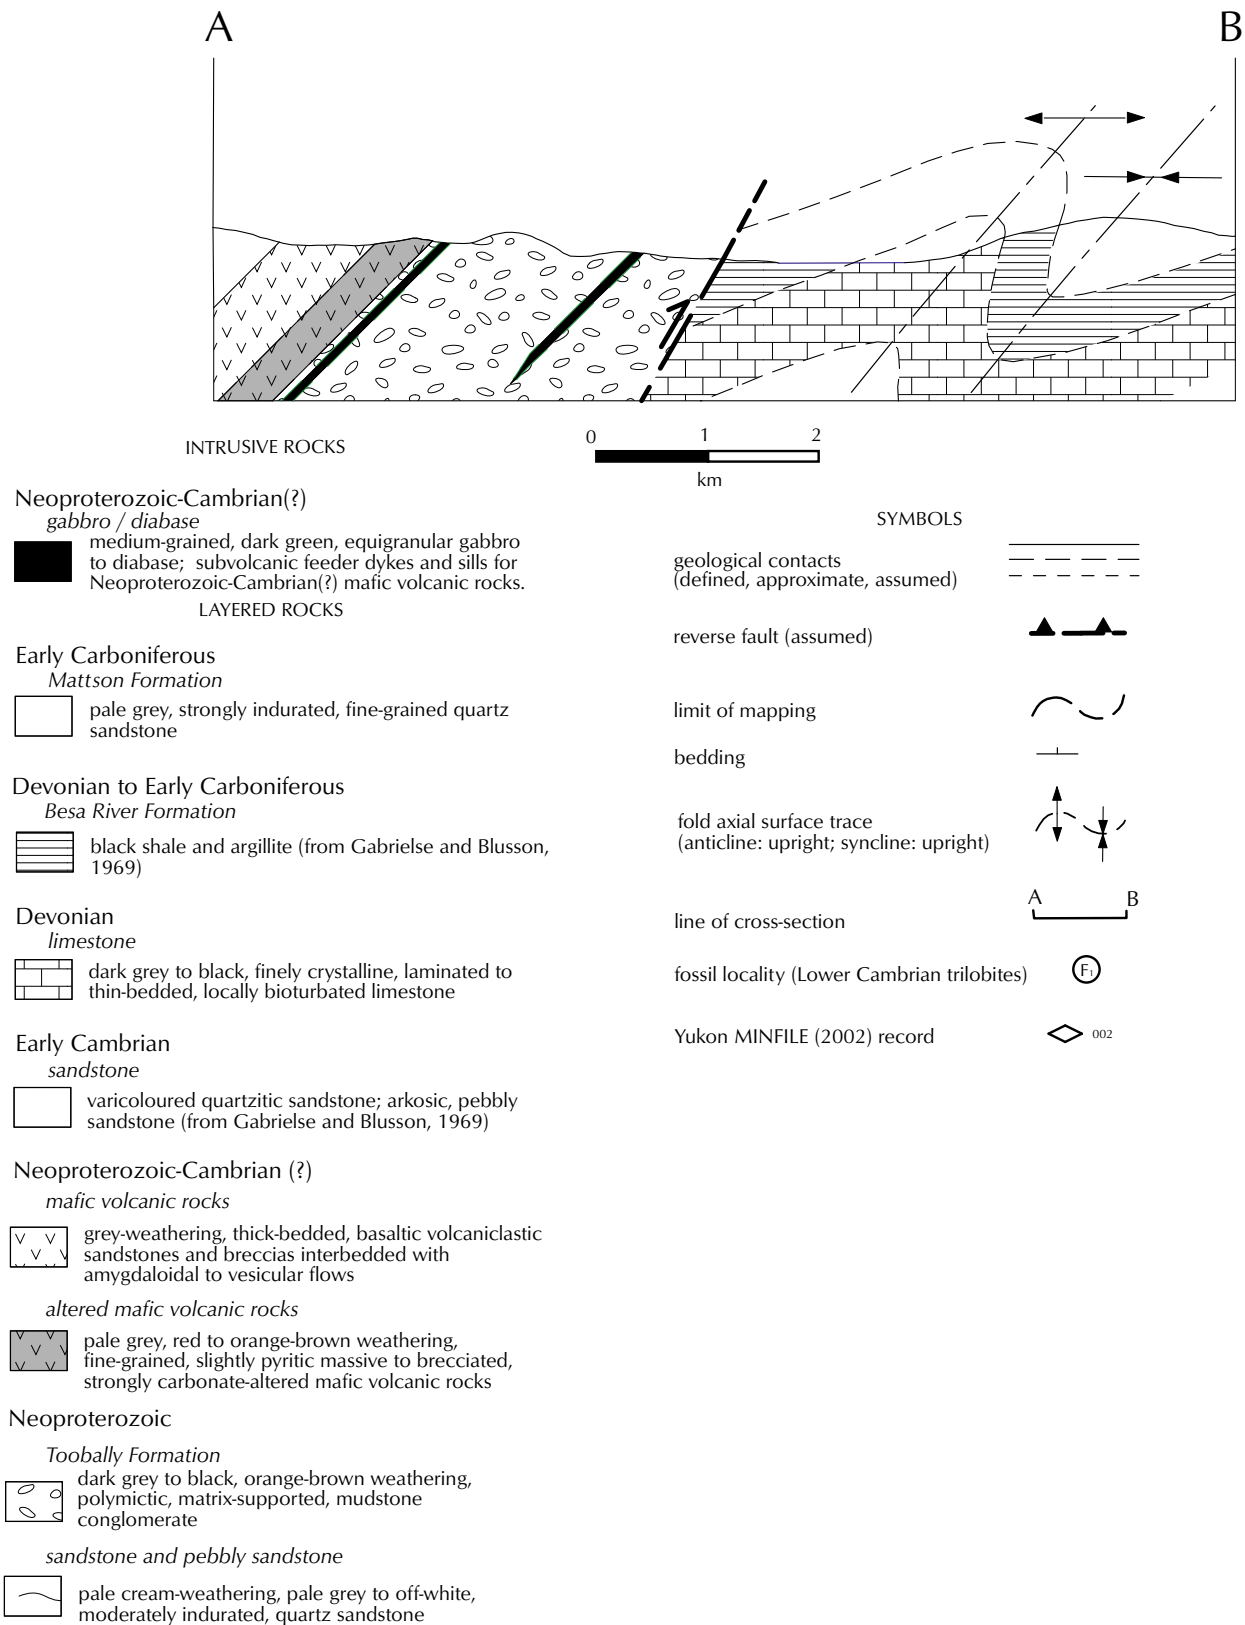 A
B
INTRUSIVE ROCKS
0 1 2
km
Neoproterozoic-Cambrian(?)
gabbro / diabase
medium-grained, dark green, equigranular gabbro
to diabase; subvolcanic feeder dykes and sills for
Neoproterozoic-Cambrian(?) mafic volcanic rocks.
LAYERED ROCKS
Early Carboniferous
Mattson Formation
pale grey, strongly indurated, fine-grained quartz
sandstone
Devonian to Early Carboniferous
Besa River Formation
black shale and argillite (from Gabrielse and Blusson,
1969)
Devonian
limestone
dark grey to black, finely crystalline, laminated to
thin-bedded, locally bioturbated limestone
Early Cambrian
sandstone
varicoloured quartzitic sandstone; arkosic, pebbly
sandstone (from Gabrielse and Blusson, 1969)
Neoproterozoic-Cambrian (?)
mafic volcanic rocks
grey-weathering, thick-bedded, basaltic volcaniclastic
sandstones and breccias interbedded with
amygdaloidal to vesicular flows
altered mafic volcanic rocks
pale grey, red to orange-brown weathering,
fine-grained, slightly pyritic massive to brecciated,
strongly carbonate-altered mafic volcanic rocks
Neoproterozoic
Toobally Formation
dark grey to black, orange-brown weathering,
polymictic, matrix-supported, mudstone
conglomerate
sandstone and pebbly sandstone
pale cream-weathering, pale grey to off-white,
moderately indurated, quartz sandstone
SYMBOLS
geological contacts
(defined, approximate, assumed)
reverse fault (assumed)
limit of mapping
bedding
fold axial surface trace
(anticline: upright; syncline: upright)
A B
line of cross-section
fossil locality (Lower Cambrian trilobites) F1
Yukon MINFILE (2002) record 002